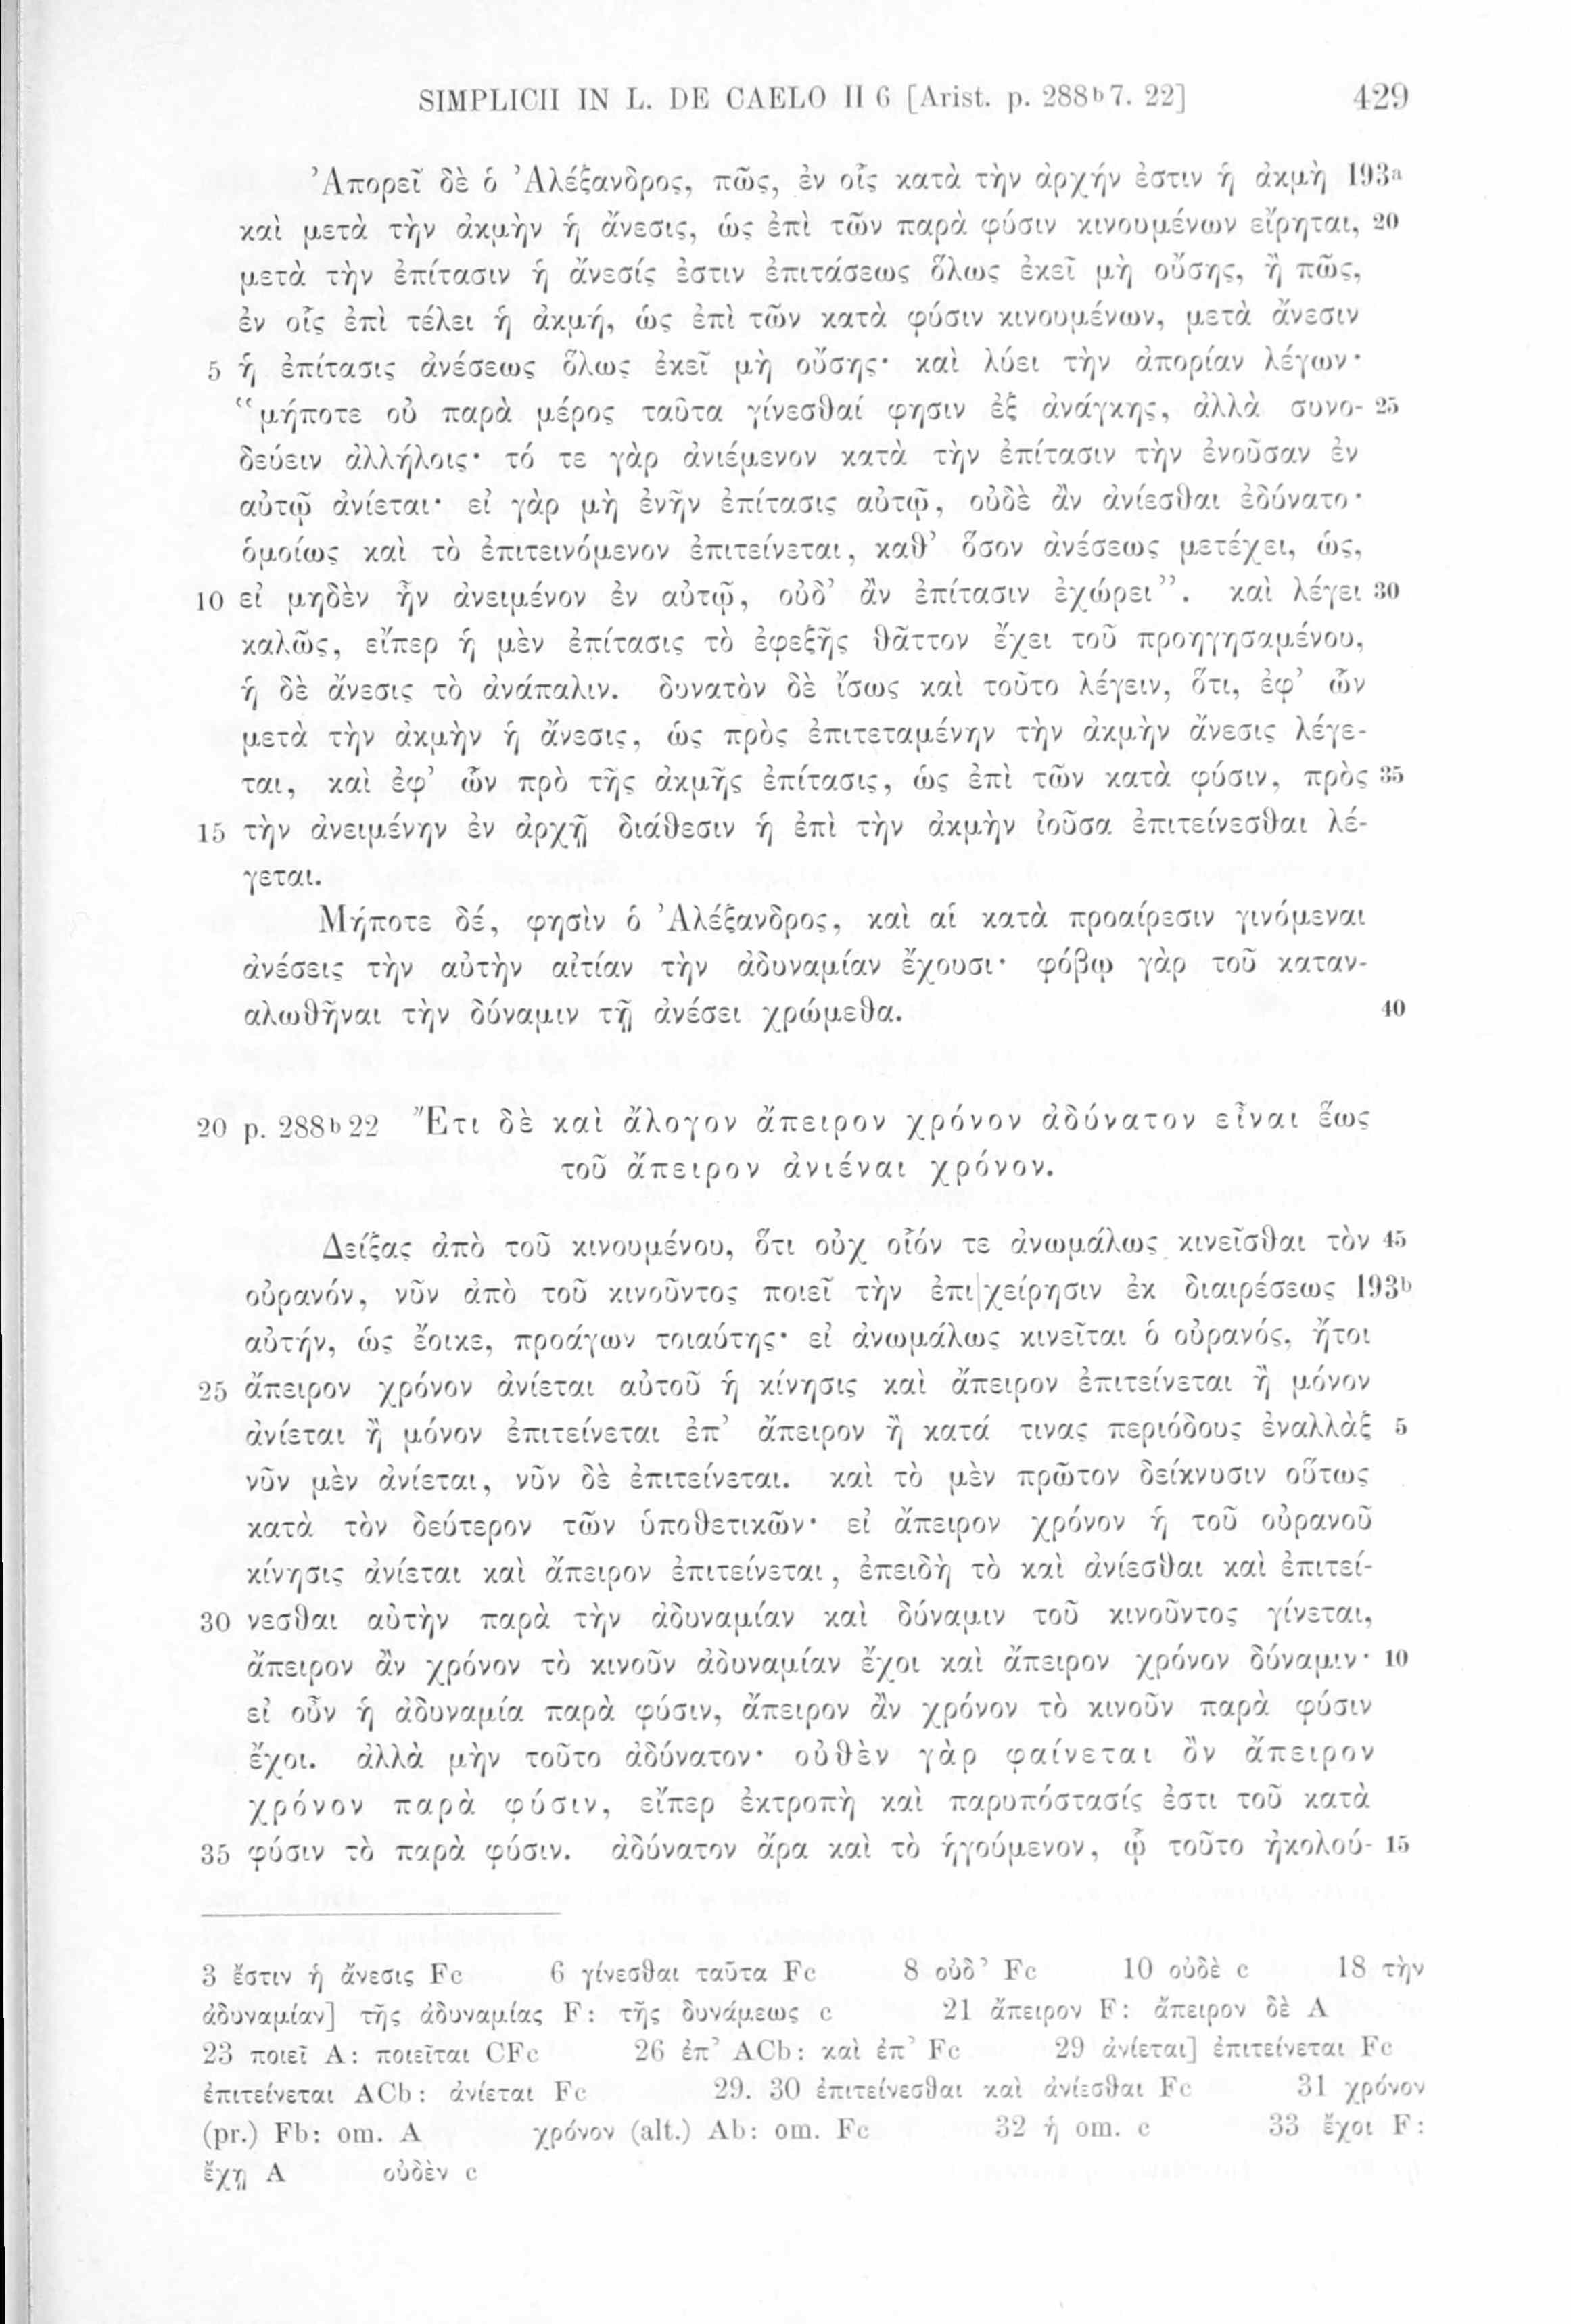 SIMPLICII IN L. DE CAELO II 6 [Arist. p. 288ᵇ7. 22] 429
Ἀπορεῖ δὲ ὁ Ἀλέξανδρος, πῶς, ἐν οἷς κατὰ τὴν ἀρχήν ἐστιν ἡ ἀκμὴ 193ᵃ
καὶ μετὰ τὴν ἀκμὴν ἡ ἄνεσις, ὡς ἐπὶ τῶν παρὰ φύσιν κινουμένων εἴρηται, 20
μετὰ τὴν ἐπίτασιν ἡ ἄνεσίς ἐστιν ἐπιτάσεως ὅλως ἐκεῖ μὴ οὔσης, ἢ πῶς,
ἐν οἷς ἐπὶ τέλει ἡ ἀκμή, ὡς ἐπὶ τῶν κατὰ φύσιν κινουμένων, μετὰ ἄνεσιν
5 ἡ ἐπίτασις ἀνέσεως ὅλως ἐκεῖ μὴ οὔσης· καὶ λύει τὴν ἀπορίαν λέγων·
“μήποτε οὐ παρὰ μέρος ταῦτα γίνεσθαί φησιν ἐξ ἀνάγκης, ἀλλὰ συνο- 25
δεύειν ἀλλήλοις· τό τε γὰρ ἀνιέμενον κατὰ τὴν ἐπίτασιν τὴν ἐνοῦσαν ἐν
αὐτῷ ἀνίεται· εἰ γὰρ μὴ ἐνῆν ἐπίτασις αὐτῷ, οὐδὲ ἂν ἀνίεσθαι ἐδύνατο·
ὁμοίως καὶ τὸ ἐπιτεινόμενον ἐπιτείνεται, καθ’ ὅσον ἀνέσεως μετέχει, ὡς,
10 εἰ μηδὲν ἦν ἀνειμένον ἐν αὐτῷ, οὐδ’ ἂν ἐπίτασιν ἐχώρει”. καὶ λέγει 30
καλῶς, εἴπερ ἡ μὲν ἐπίτασις τὸ ἐφεξῆς θᾶττον ἔχει τοῦ προηγησαμένου,
ἡ δὲ ἄνεσις τὸ ἀνάπαλιν. δυνατὸν δὲ ἴσως καὶ τοῦτο λέγειν, ὅτι, ἐφ’ ὧν
μετὰ τὴν ἀκμὴν ἡ ἄνεσις, ὡς πρὸς ἐπιτεταμένην τὴν ἀκμὴν ἄνεσις λέγε-
ται, καὶ ἐφ’ ὧν πρὸ τῆς ἀκμῆς ἐπίτασις, ὡς ἐπὶ τῶν κατὰ φύσιν, πρὸς 35
15 τὴν ἀνειμένην ἐν ἀρχῇ διάθεσιν ἡ ἐπὶ τὴν ἀκμὴν ἰοῦσα ἐπιτείνεσθαι λέ-
γεται.
Μήποτε δέ, φησὶν ὁ Ἀλέξανδρος, καὶ αἱ κατὰ προαίρεσιν γινόμεναι
ἀνέσεις τὴν αὐτὴν αἰτίαν τὴν ἀδυναμίαν ἔχουσι· φόβῳ γὰρ τοῦ καταν-
αλωθῆναι τὴν δύναμιν τῇ ἀνέσει χρώμεθα. 40
20 p. 288ᵇ22 Ἔτι δὲ καὶ ἄλογον ἄπειρον χρόνον ἀδύνατον εἶναι ἕως
τοῦ ἄπειρον ἀνιέναι χρόνον.
Δείξας ἀπὸ τοῦ κινουμένου, ὅτι οὐχ οἷόν τε ἀνωμάλως κινεῖσθαι τὸν 45
οὐρανόν, νῦν ἀπὸ τοῦ κινοῦντος ποιεῖ τὴν ἐπι|χείρησιν ἐκ διαιρέσεως 193ᵇ
αὐτήν, ὡς ἔοικε, προάγων τοιαύτης· εἰ ἀνωμάλως κινεῖται ὁ οὐρανός, ἤτοι
25 ἄπειρον χρόνον ἀνίεται αὐτοῦ ἡ κίνησις καὶ ἄπειρον ἐπιτείνεται ἢ μόνον
ἀνίεται ἢ μόνον ἐπιτείνεται ἐπ’ ἄπειρον ἢ κατά τινας περιόδους ἐναλλὰξ 5
νῦν μὲν ἀνίεται, νῦν δὲ ἐπιτείνεται. καὶ τὸ μὲν πρῶτον δείκνυσιν οὕτως
κατὰ τὸν δεύτερον τῶν ὑποθετικῶν· εἰ ἄπειρον χρόνον ἡ τοῦ οὐρανοῦ
κίνησις ἀνίεται καὶ ἄπειρον ἐπιτείνεται, ἐπειδὴ τὸ καὶ ἀνίεσθαι καὶ ἐπιτεί-
30 νεσθαι αὐτὴν παρὰ τὴν ἀδυναμίαν καὶ δύναμιν τοῦ κινοῦντος γίνεται,
ἄπειρον ἂν χρόνον τὸ κινοῦν ἀδυναμίαν ἔχοι καὶ ἄπειρον χρόνον δύναμιν· 10
εἰ οὖν ἡ ἀδυναμία παρὰ φύσιν, ἄπειρον ἂν χρόνον τὸ κινοῦν παρὰ φύσιν
ἔχοι. ἀλλὰ μὴν τοῦτο ἀδύνατον· οὐθὲν γὰρ φαίνεται ὂν ἄπειρον
χρόνον παρὰ φύσιν, εἴπερ ἐκτροπὴ καὶ παρυπόστασίς ἐστι τοῦ κατὰ
35 φύσιν τὸ παρὰ φύσιν. ἀδύνατον ἄρα καὶ τὸ ἡγούμενον, ᾧ τοῦτο ἠκολού- 15
3 ἔστιν ἡ ἄνεσις Fc 6 γίνεσθαι ταῦτα Fc 8 οὐδ’ Fc 10 οὐδὲ c 18 τὴν
ἀδυναμίαν] τῆς ἀδυναμίας F: τῆς δυνάμεως c 21 ἄπειρον F: ἄπειρον δὲ A
23 ποιεῖ A: ποιεῖται CFc 26 ἐπ’ ACb: καὶ ἐπ’ Fc 29 ἀνίεται] ἐπιτείνεται Fc
ἐπιτείνεται ACb: ἀνίεται Fc 29. 30 ἐπιτείνεσθαι καὶ ἀνίεσθαι Fc 31 χρόνον
(pr.) Fb: om. A χρόνον (alt.) Ab: om. Fc 32 ἡ om. c 33 ἔχοι F:
ἔχῃ A οὐδὲν c